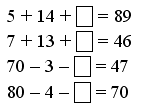 5 + 14 + □ = 89
7 + 13 + □ = 46
70 – 3 – □ = 47
80 – 4 – □ = 70